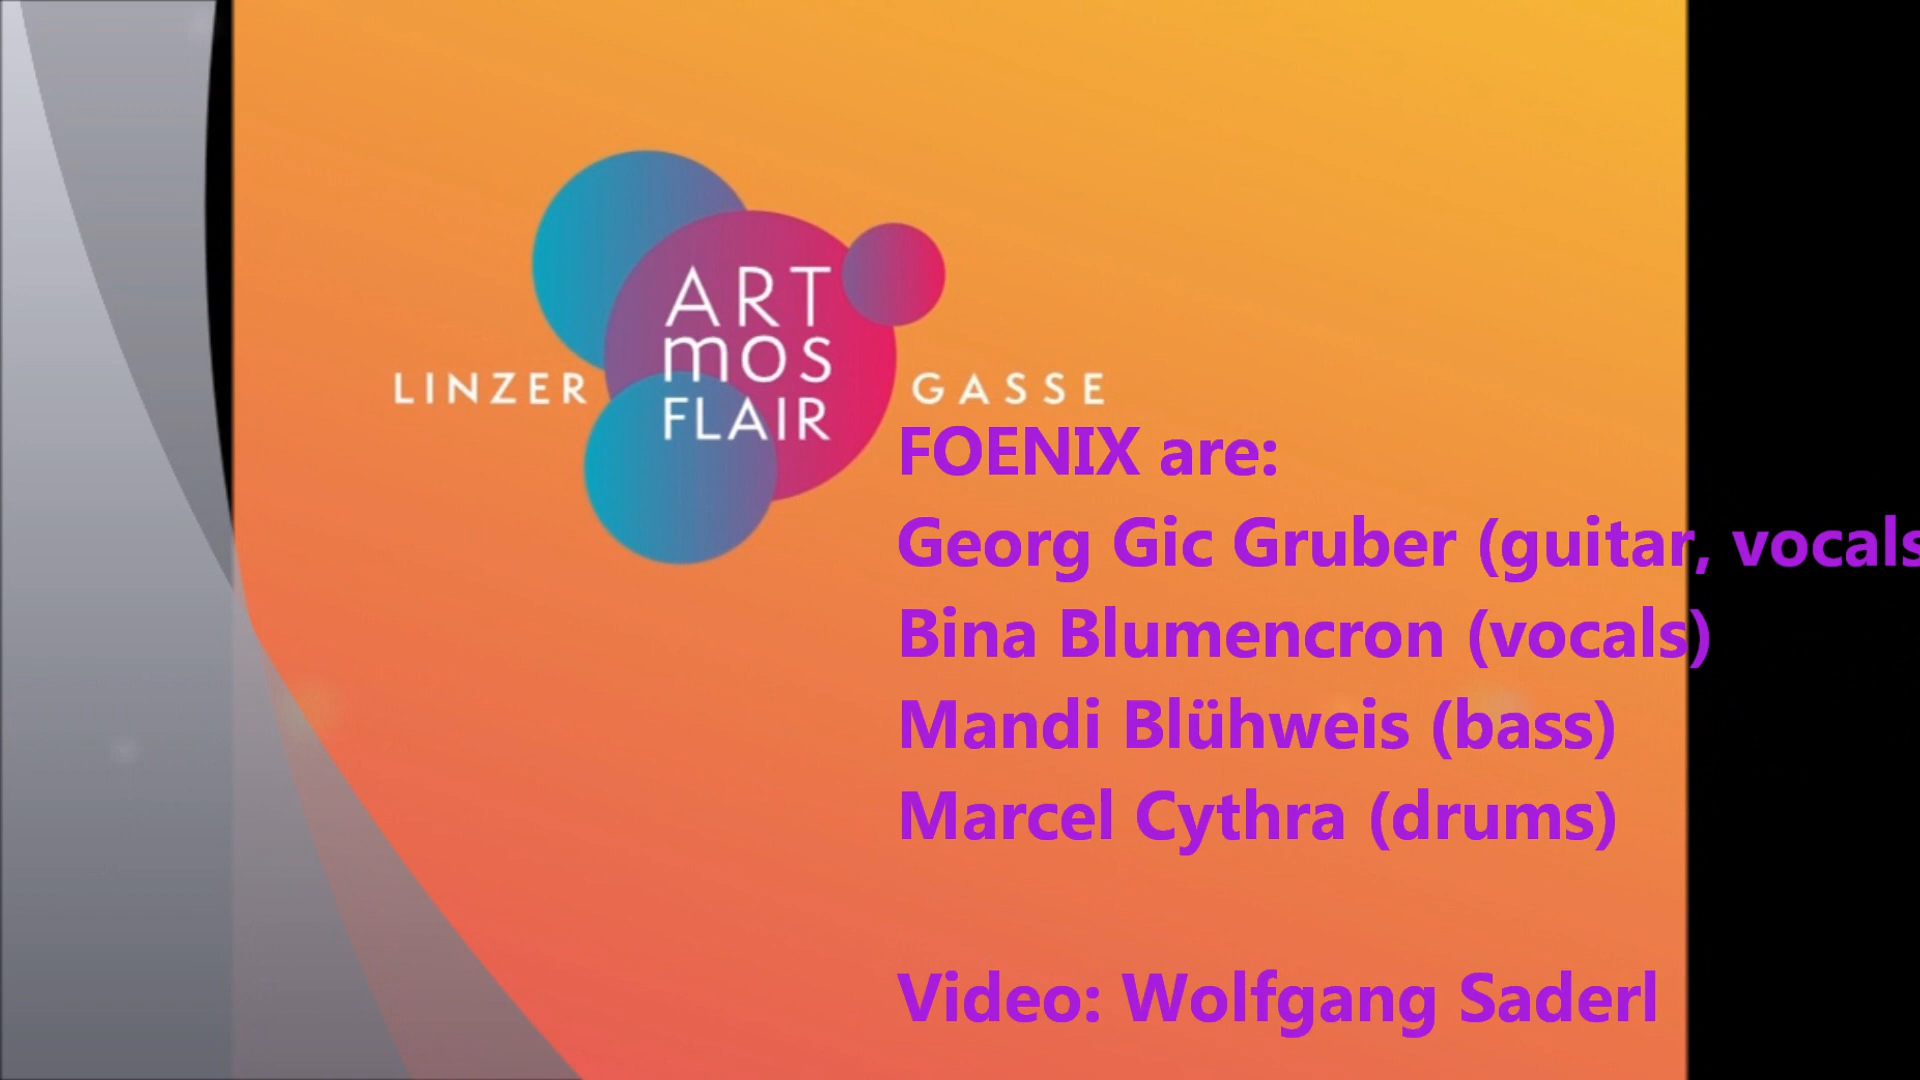 ART
mos
FLAIR
LINZER GASSE
FOENIX are:
Georg Gic Gruber (guitar, vocals
Bina Blumencron (vocals)
Mandi Blühweis (bass)
Marcel Cythra (drums)
Video: Wolfgang Saderl